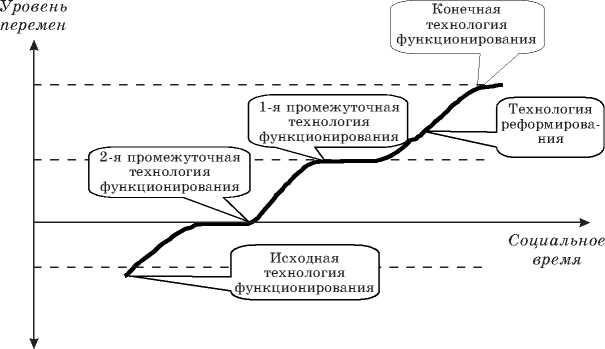 Уровень
перемен
Конечная
технология
функционирования
1-я промежуточная
технология
функционирования
Технология
реформирова-
ния
2-я промежуточная
технология
функционирования
Социальное
время
Исходная
технология
функционирования